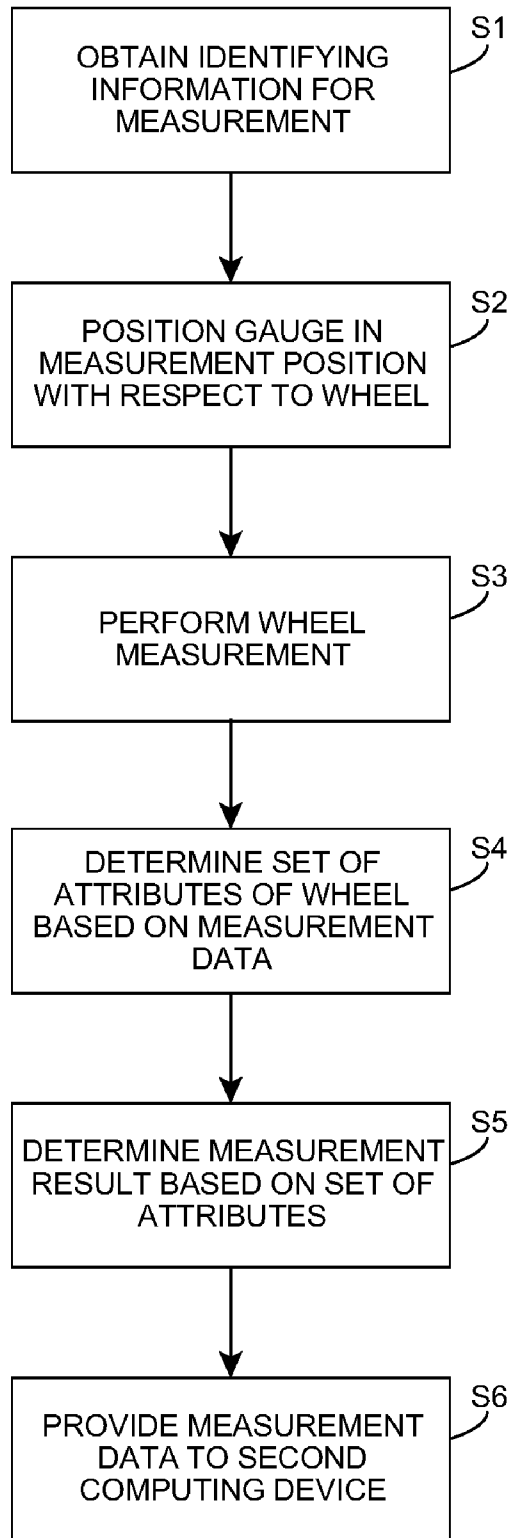 S1
OBTAIN IDENTIFYING
INFORMATION FOR
MEASUREMENT
S2
POSITION GAUGE IN
MEASUREMENT POSITION
WITH RESPECT TO WHEEL
S3
PERFORM WHEEL
MEASUREMENT
S4
DETERMINE SET OF
ATTRIBUTES OF WHEEL
BASED ON MEASUREMENT
DATA
S5
DETERMINE MEASUREMENT
RESULT BASED ON SET OF
ATTRIBUTES
S6
PROVIDE MEASUREMENT
DATA TO SECOND
COMPUTING DEVICE